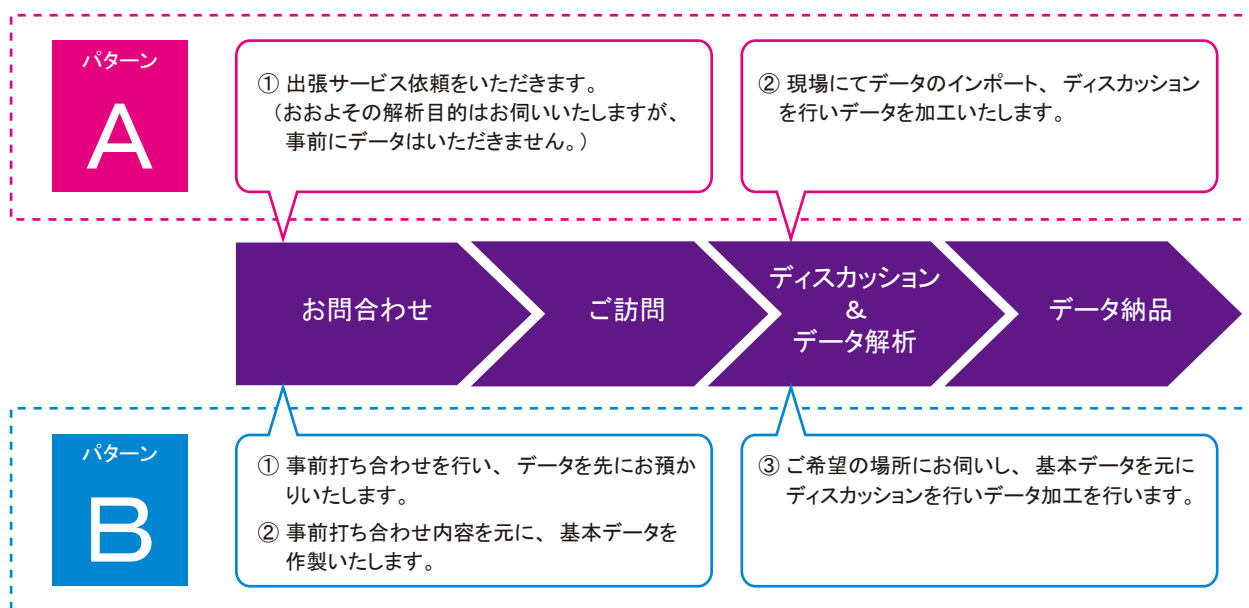 パターン
A
① 出張サービス依頼をいただきます。
（おおよその解析目的はお伺いいたしますが、
事前にデータはいただきません。）
② 現場にてデータのインポート、ディスカッション
を行いデータを加工いたします。
お問合わせ
ご訪問
ディスカッション
&
データ解析
データ納品
パターン
B
① 事前打ち合わせを行い、データを先にお預か
りいたします。
② 事前打ち合わせ内容を元に、基本データを
作製いたします。
③ ご希望の場所にお伺いし、基本データを元に
ディスカッションを行いデータ加工を行います。